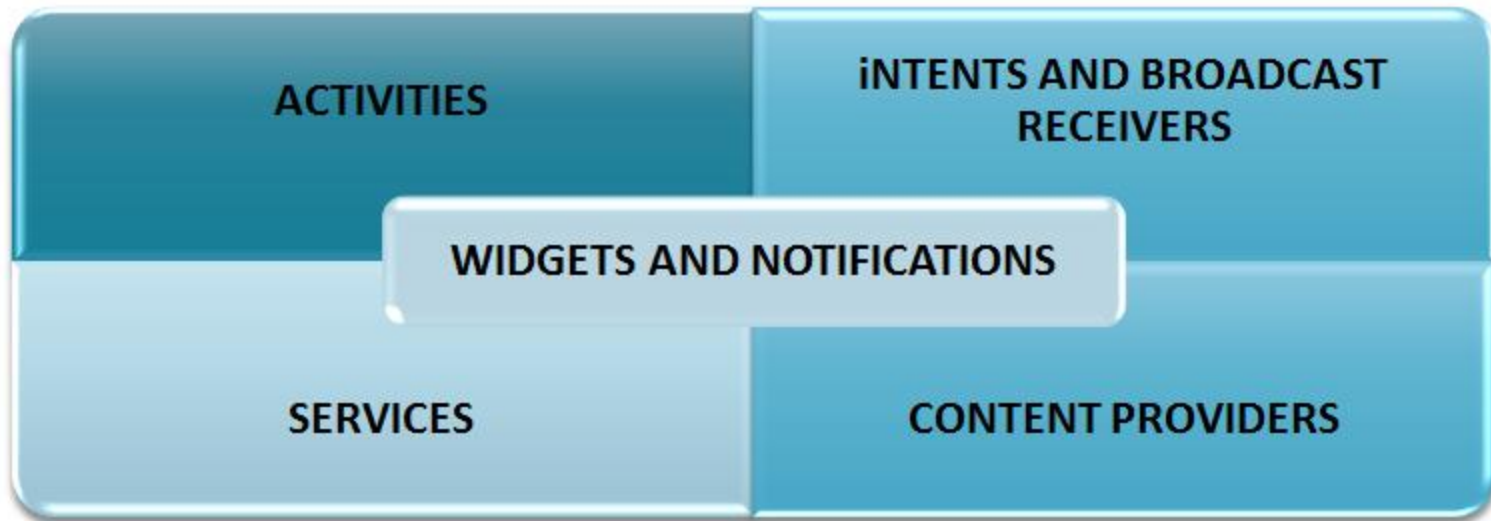 ACTIVITIES
iNTENTS AND BROADCAST
RECEIVERS
WIDGETS AND NOTIFICATIONS
SERVICES
CONTENT PROVIDERS